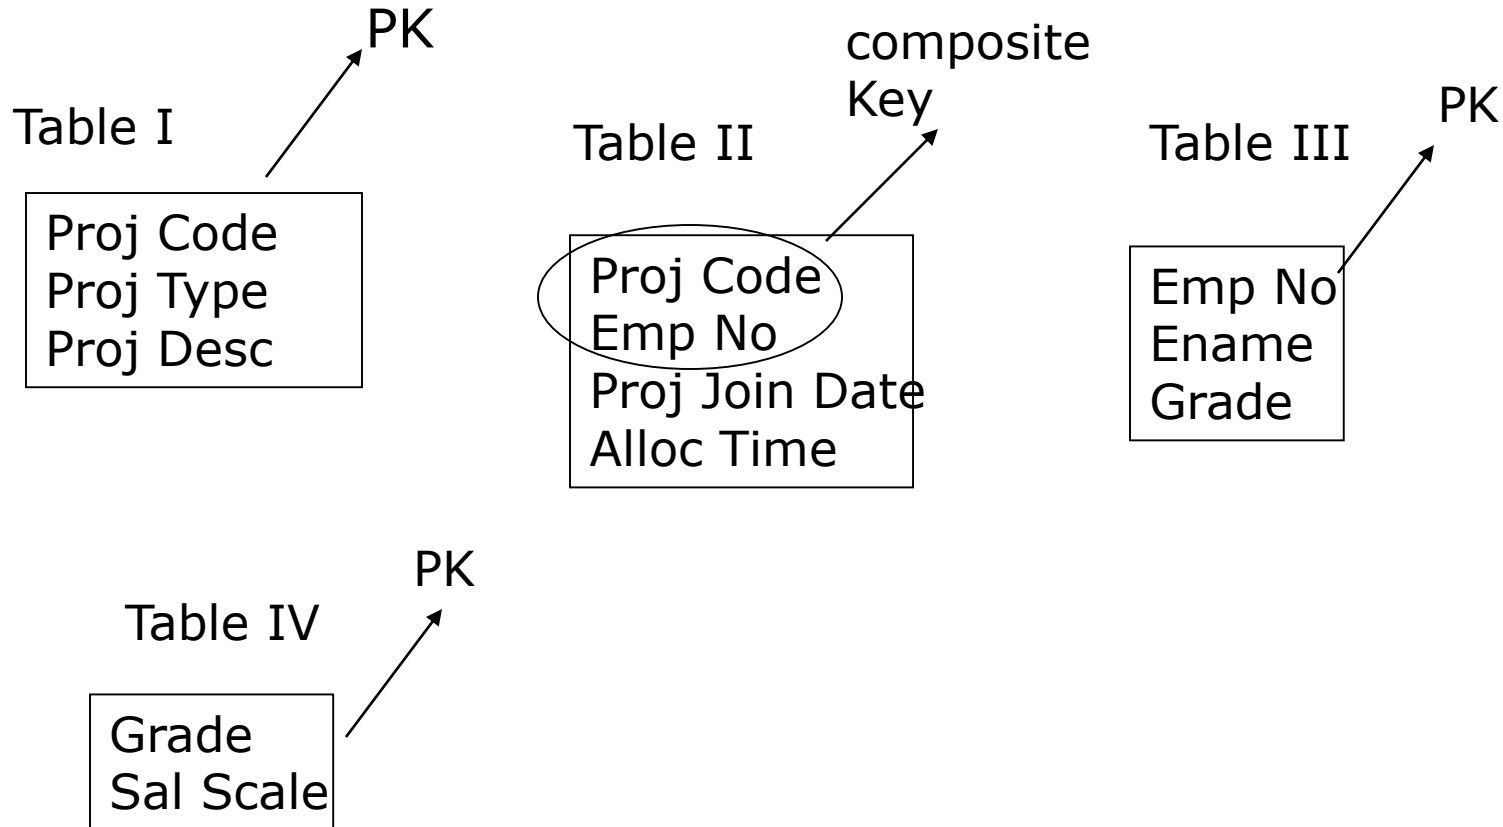 PK
Table I
Proj Code
Proj Type
Proj Desc
composite
Key
Table II
Proj Code
Emp No
Proj Join Date
Alloc Time
PK
Table III
Emp No
Ename
Grade
PK
Table IV
Grade
Sal Scale